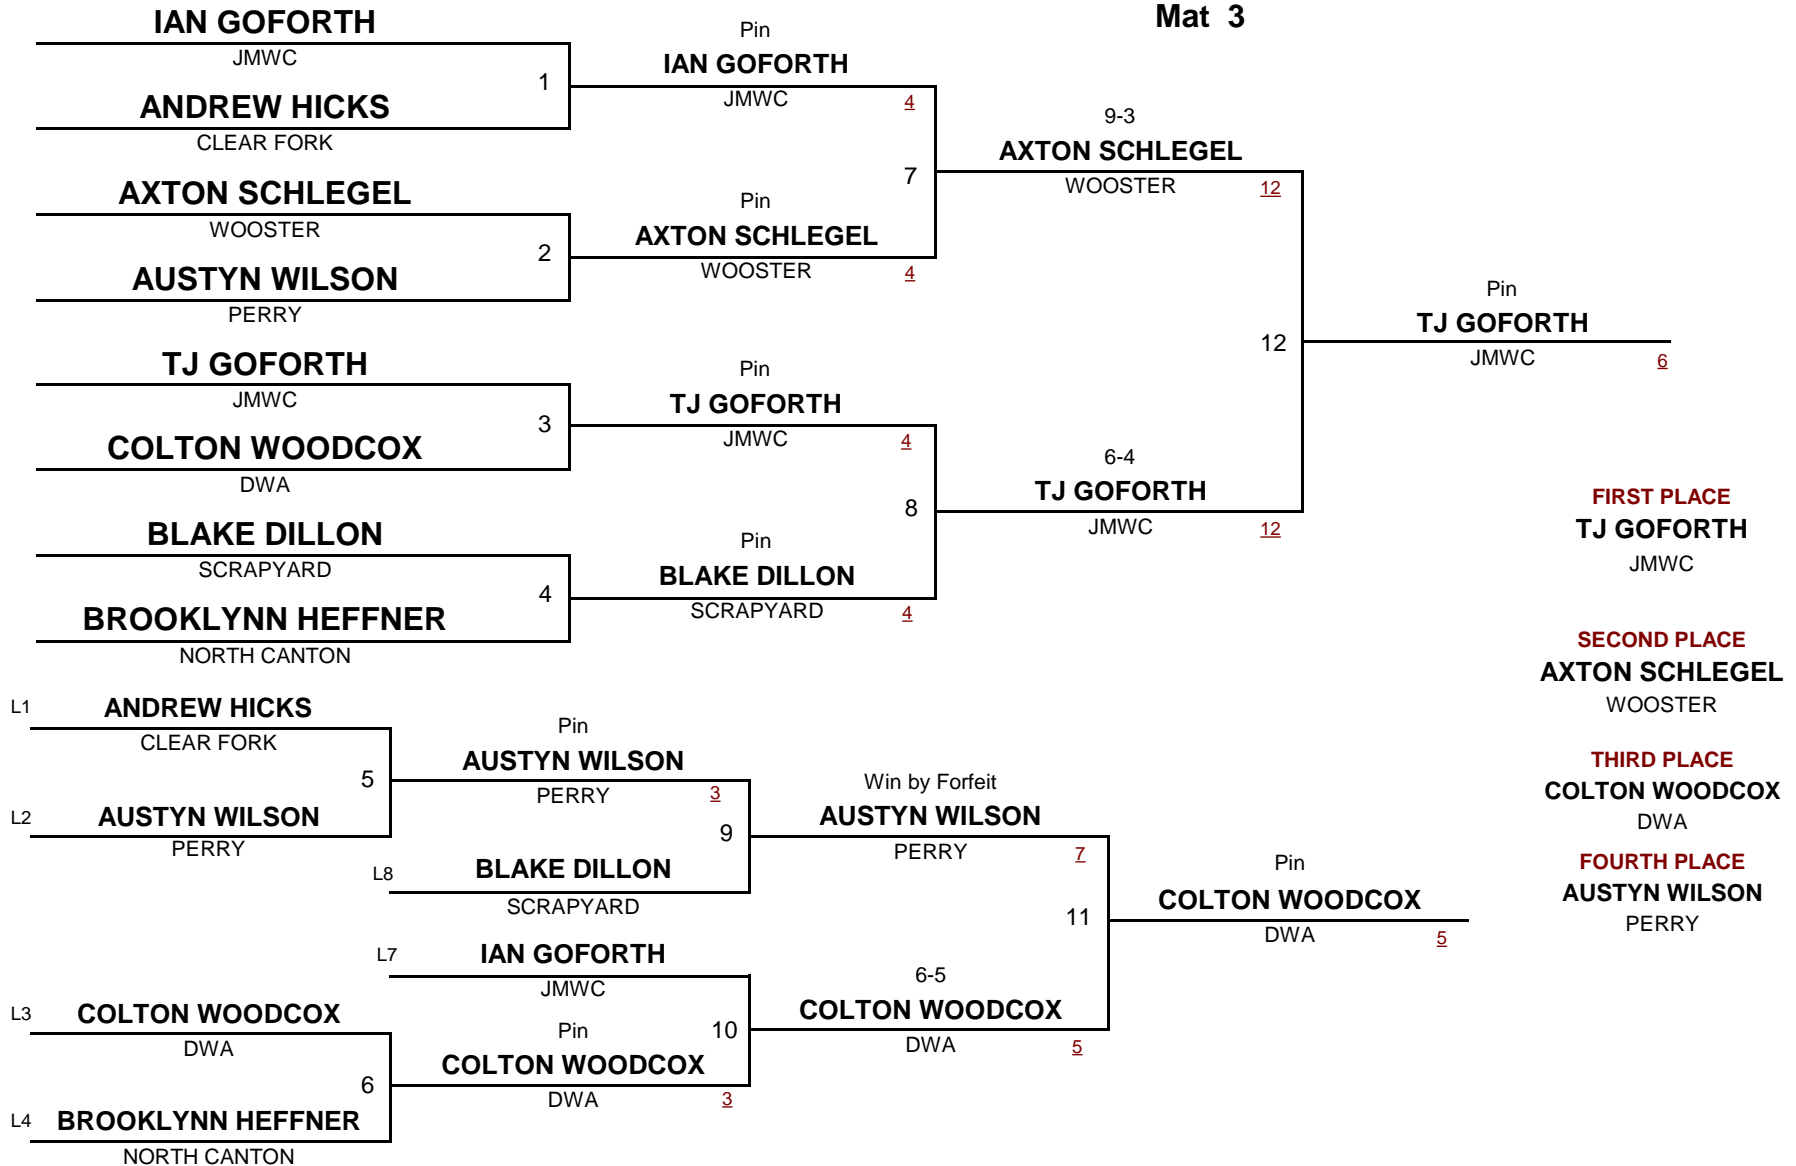 Mat 3
IAN GOFORTH
JMWC
1
ANDREW HICKS
CLEAR FORK
AXTON SCHLEGEL
WOOSTER
2
AUSTYN WILSON
PERRY
TJ GOFORTH
JMWC
3
COLTON WOODCOX
DWA
BLAKE DILLON
SCRAPYARD
4
BROOKLYNN HEFFNER
NORTH CANTON
Pin
IAN GOFORTH
JMWC 4
7
Pin
AXTON SCHLEGEL
WOOSTER 4
Pin
TJ GOFORTH
JMWC 4
8
Pin
BLAKE DILLON
SCRAPYARD 4
9-3
AXTON SCHLEGEL
WOOSTER 12
12
6-4
TJ GOFORTH
JMWC 12
Pin
TJ GOFORTH
JMWC 6
FIRST PLACE
TJ GOFORTH
JMWC
SECOND PLACE
AXTON SCHLEGEL
WOOSTER
THIRD PLACE
COLTON WOODCOX
DWA
FOURTH PLACE
AUSTYN WILSON
PERRY
L1 ANDREW HICKS
CLEAR FORK
5
L2 AUSTYN WILSON
PERRY
L3 COLTON WOODCOX
DWA
6
L4 BROOKLYNN HEFFNER
NORTH CANTON
Pin
AUSTYN WILSON
PERRY 3
9
L8 BLAKE DILLON
SCRAPYARD
L7 IAN GOFORTH
JMWC
10
Pin
COLTON WOODCOX
DWA 3
Win by Forfeit
AUSTYN WILSON
PERRY 7
11
6-5
COLTON WOODCOX
DWA 5
Pin
COLTON WOODCOX
DWA 5